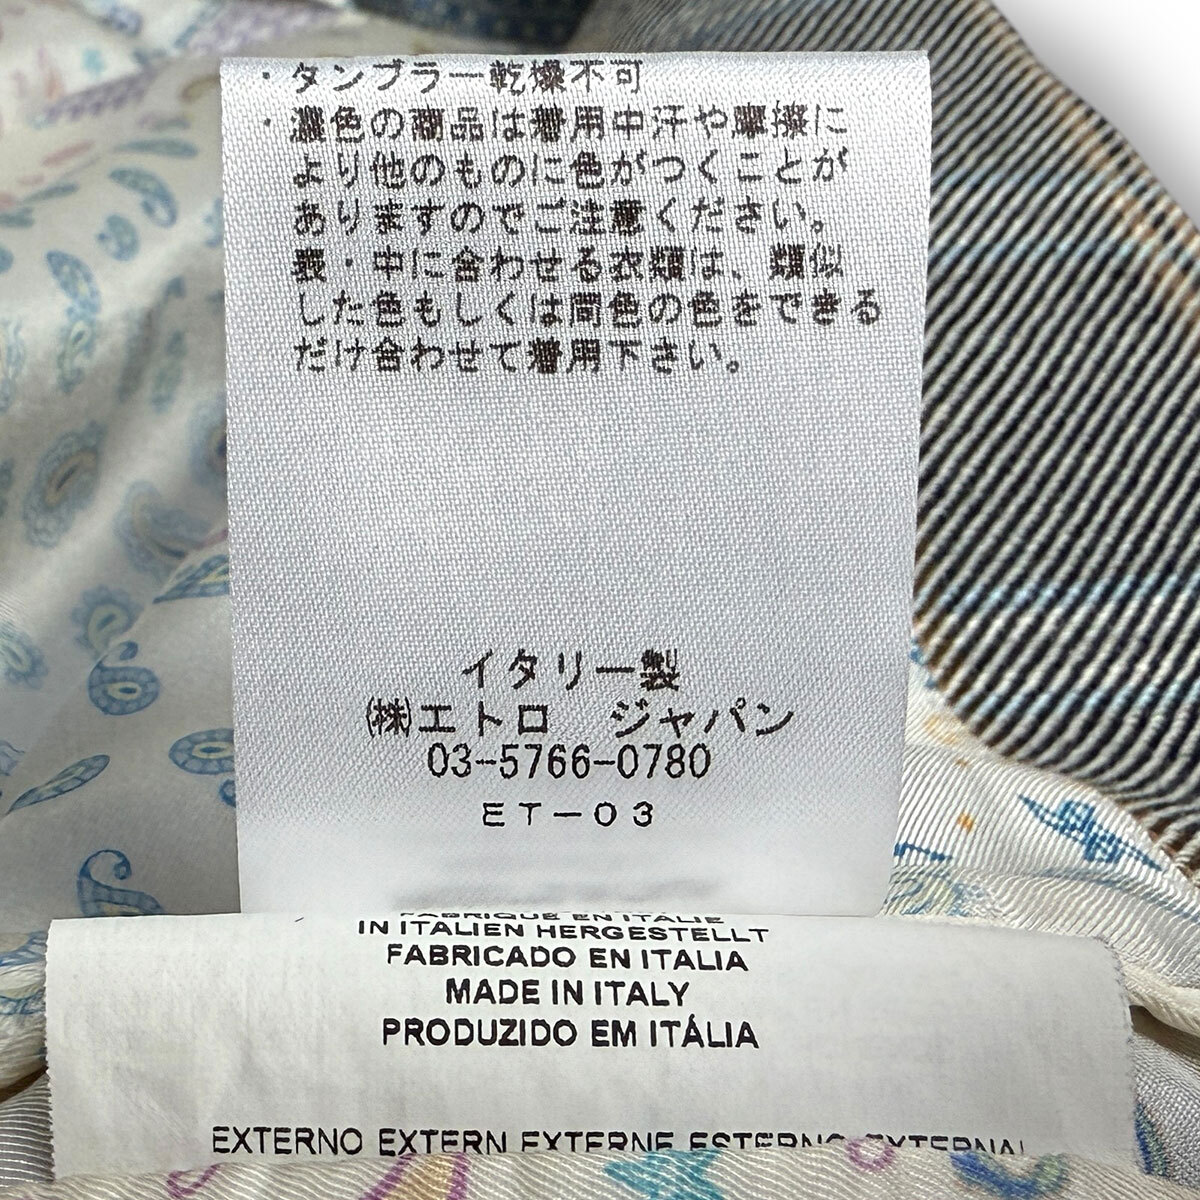 ・タンブラー乾燥不可
・濃色の商品は着用中汗や摩擦に
より他のものに色がつくことが
ありますのでご注意ください。
表・中に合わせる衣類は、類似
した色もしくは同色の色をできる
だけ合わせて着用下さい。
イタリー製
㈱エトロ　ジャパン
03-5766-0780
ET-03
FABRIQUÉ EN ITALIE
IN ITALIEN HERGESTELLT
FABRICADO EN ITALIA
MADE IN ITALY
PRODUZIDO EM ITÁLIA
EXTERNO EXTERN EXTERNE ESTERNO EXTERNAL